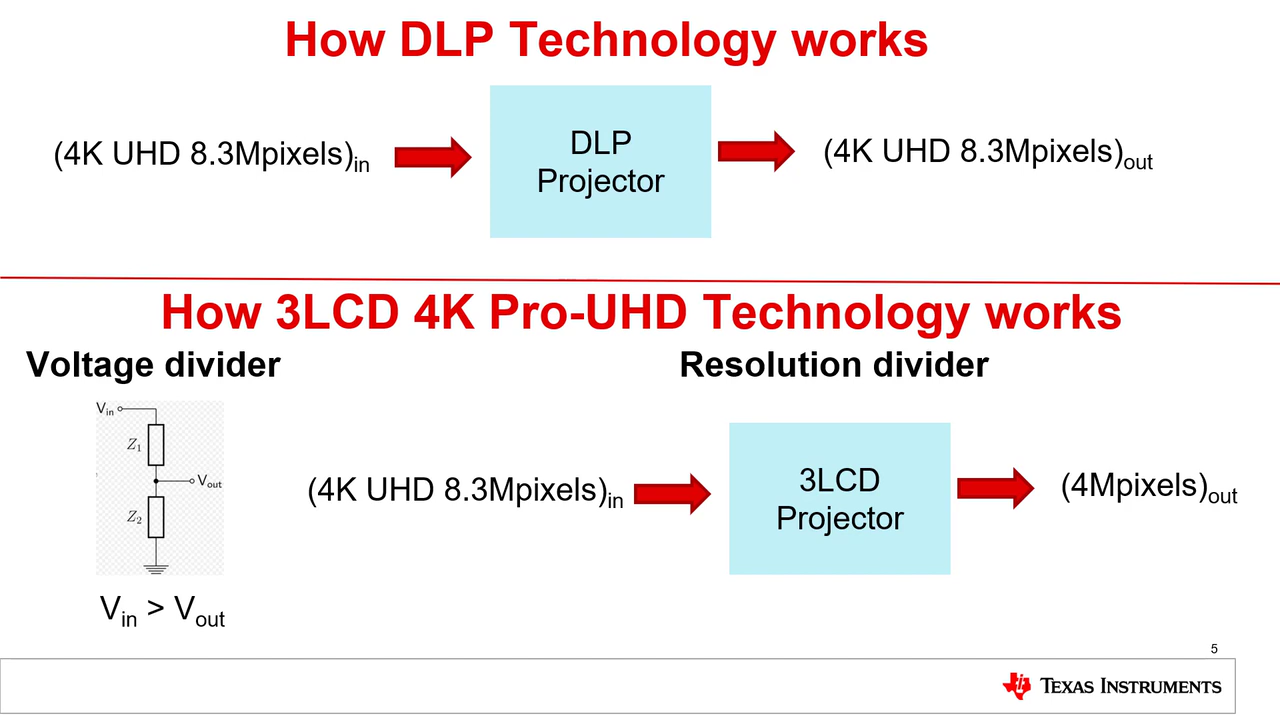 How DLP Technology works
(4K UHD 8.3Mpixels)in
DLP
Projector
(4K UHD 8.3Mpixels)out
How 3LCD 4K Pro-UHD Technology works
Voltage divider
Resolution divider
Vin
Z1
Vout
Z2
Vin > Vout
(4K UHD 8.3Mpixels)in
3LCD
Projector
(4Mpixels)out
5
TEXAS INSTRUMENTS